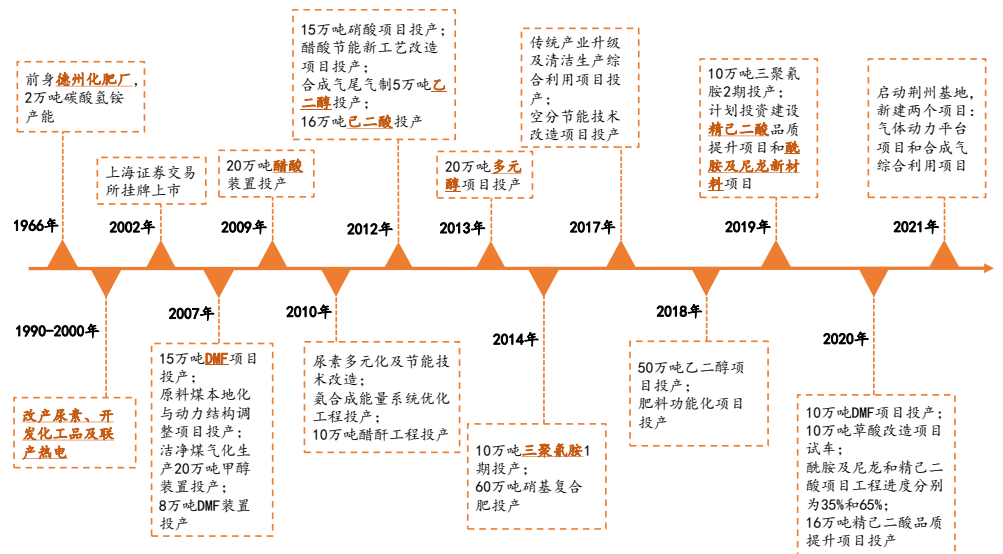 1966年
前身德州化肥厂，
2万吨碳酸氢铵
产能
1990-2000年
改产尿素、开
发化工品及联
产热电
2002年
上海证券交易
所挂牌上市
2007年
15万吨DMF项目
投产；
原料煤本地化
与动力结构调
整项目投产；
洁净煤气化生
产20万吨甲醇
装置投产；
8万吨DMF装置
投产
2009年
20万吨醋酸
装置投产
2010年
尿素多元化及节能技
术改造；
氨合成能量系统优化
工程投产；
10万吨醋酐工程投产
2012年
15万吨硝酸项目投产；
醋酸节能新工艺改造
项目投产；
合成气尾气制5万吨乙
二醇投产；
16万吨己二酸投产
2013年
20万吨多元
醇项目投产
2014年
10万吨三聚氰胺1
期投产；
60万吨硝基复合
肥投产
2017年
传统产业升级
及清洁生产综
合利用项目投
产；
空分节能技术
改造项目投产
2018年
50万吨乙二醇项
目投产；
肥料功能化项目
投产
2019年
10万吨三聚氰
胺2期投产；
计划投资建设
精己二酸品质
提升项目和酰
胺及尼龙新材
料项目
2020年
10万吨DMF项目投产；
10万吨草酸改造项目
试车；
酰胺及尼龙和精己二
酸项目工程进度分别
为35%和65%；
16万吨精己二酸品质
提升项目投产
2021年
启动荆州基地，
新建两个项目：
气体动力平台
项目和合成气
综合利用项目